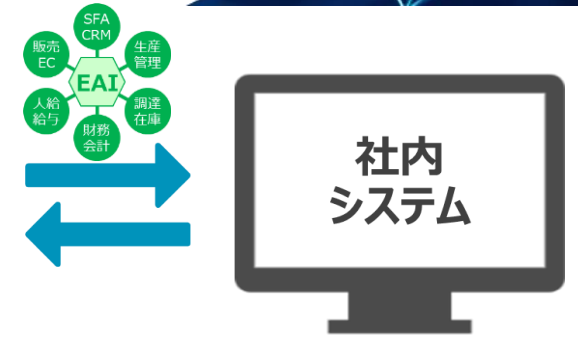 SFA
CRM
販売
EC
生産
管理
EAI
人給
給与
調達
在庫
財務
会計
社内
システム